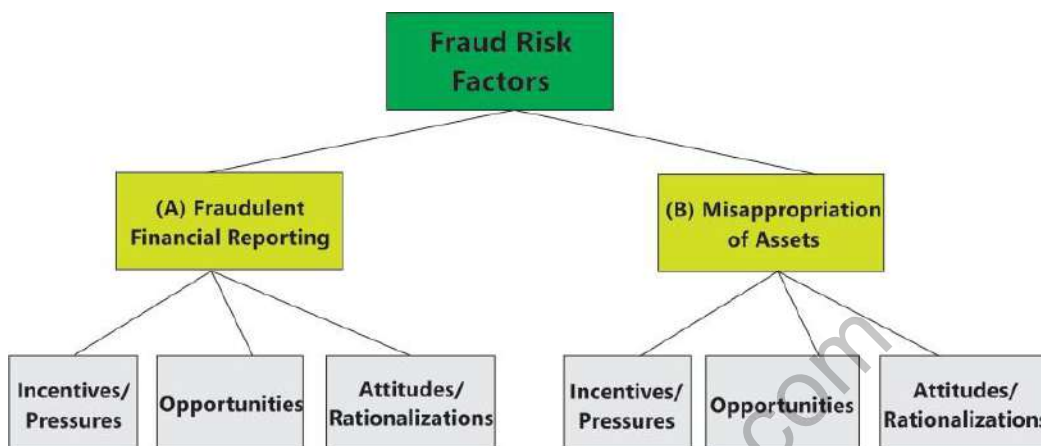 Fraud Risk
Factors
(A) Fraudulent
Financial Reporting
(B) Misappropriation
of Assets
Incentives/
Pressures
Opportunities
Attitudes/
Rationalizations
Incentives/
Pressures
Opportunities
Attitudes/
Rationalizations
com